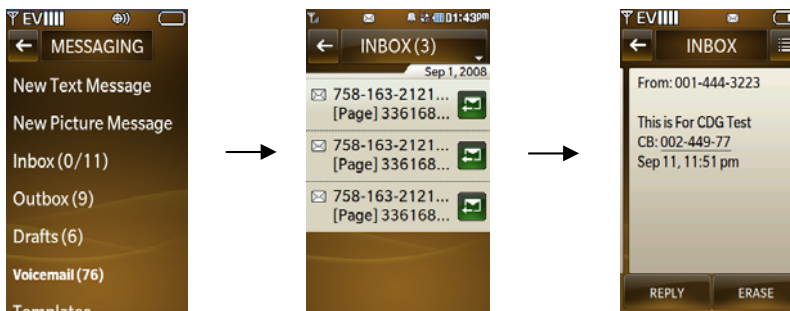 EV
MESSAGING
New Text Message
New Picture Message
Inbox (0/11)
Outbox (9)
Drafts (6)
Voicemail (76)
Templates
01:43pm
INBOX (3)
Sep 1, 2008
758-163-2121...
[Page] 336168...
758-163-2121...
[Page] 336168...
758-163-2121...
[Page] 336168...
EV
INBOX
From: 001-444-3223
This is For CDG Test
CB: 002-449-77
Sep 11, 11:51 pm
REPLY ERASE